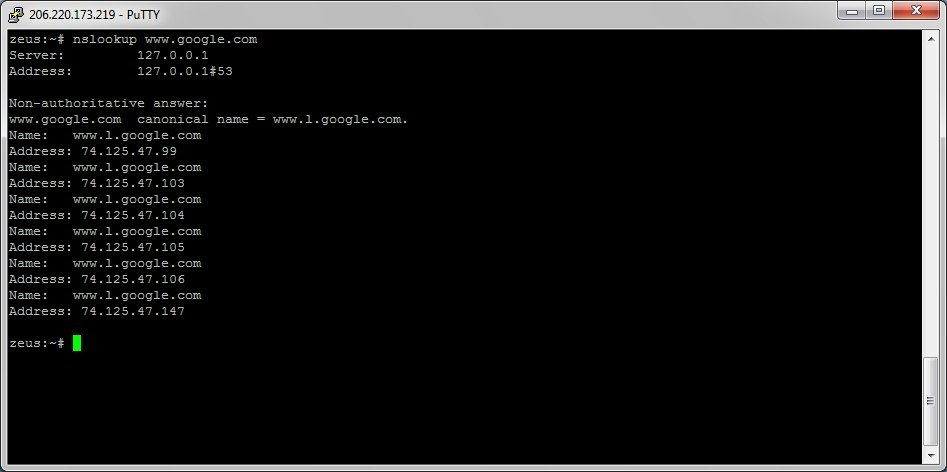 206.220.173.219 - PuTTY
zeus:~# nslookup www.google.com
Server:         127.0.0.1
Address:        127.0.0.1#53
Non-authoritative answer:
www.google.com  canonical name = www.l.google.com.
Name:   www.l.google.com
Address: 74.125.47.99
Name:   www.l.google.com
Address: 74.125.47.103
Name:   www.l.google.com
Address: 74.125.47.104
Name:   www.l.google.com
Address: 74.125.47.105
Name:   www.l.google.com
Address: 74.125.47.106
Name:   www.l.google.com
Address: 74.125.47.147
zeus:~#